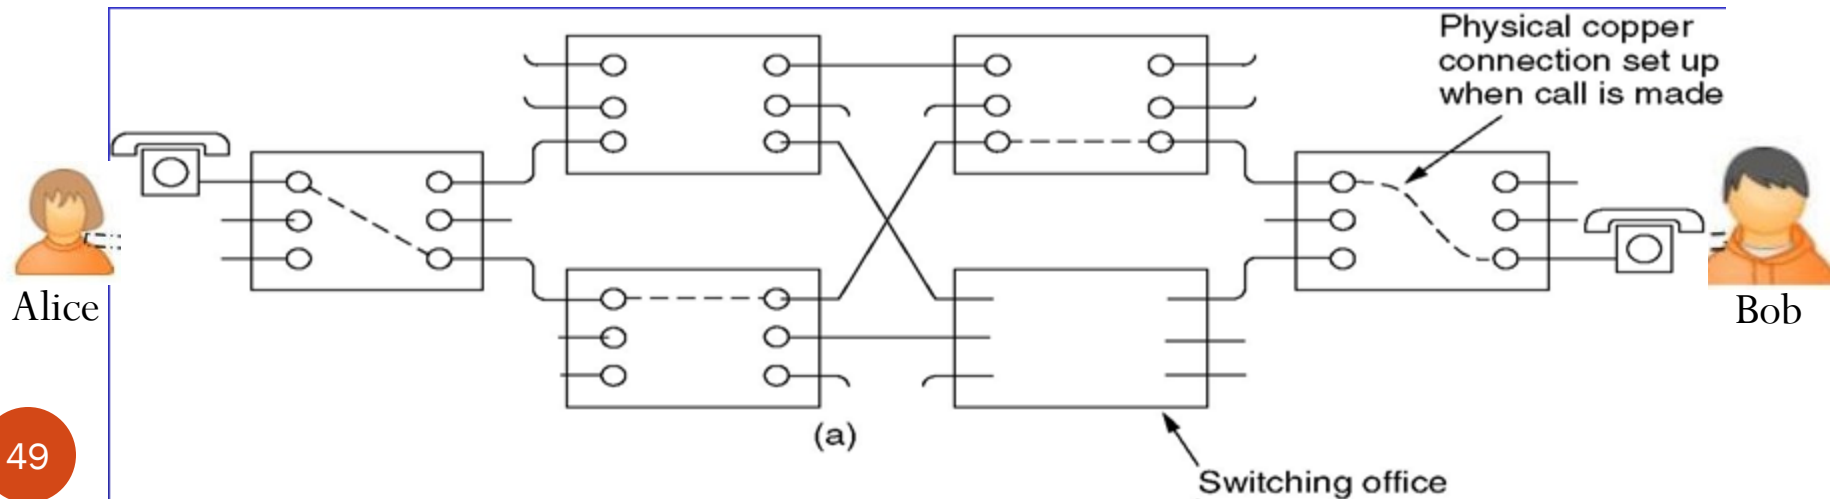 Physical copper
connection set up
when call is made
Alice
Bob
(a)
49
Switching office